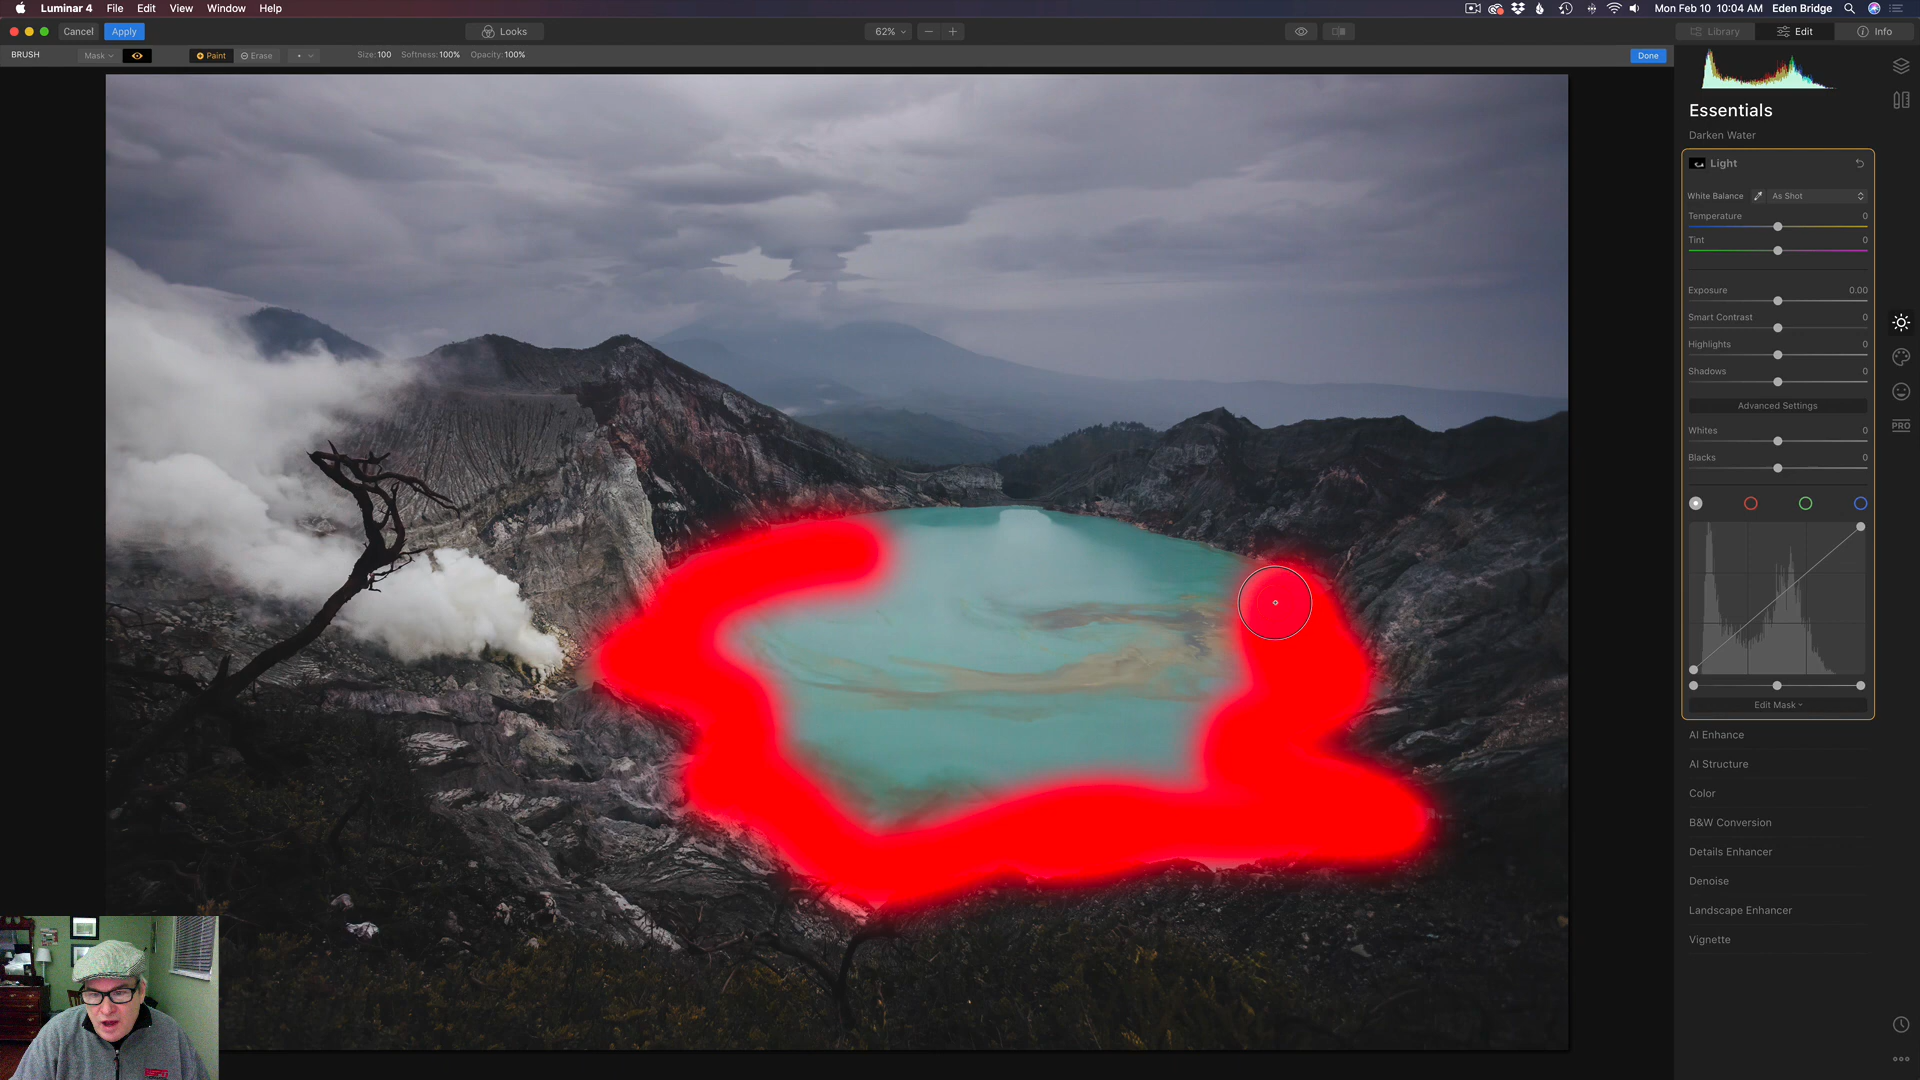 Luminar 4 File Edit View Window Help
Mon Feb 10 10:04 AM Eden Bridge
Cancel Apply Looks 62% Library Edit Info
BRUSH Mask Paint Erase Size:100 Softness:100% Opacity:100% Done
Essentials
Darken Water
Light
White Balance As Shot
Temperature 0
Tint 0
Exposure 0.00
Smart Contrast 0
Highlights 0
Shadows 0
Advanced Settings
PRO
Whites 0
Blacks 0
Edit Mask
AI Enhance
AI Structure
Color
B&W Conversion
Details Enhancer
Denoise
Landscape Enhancer
Vignette